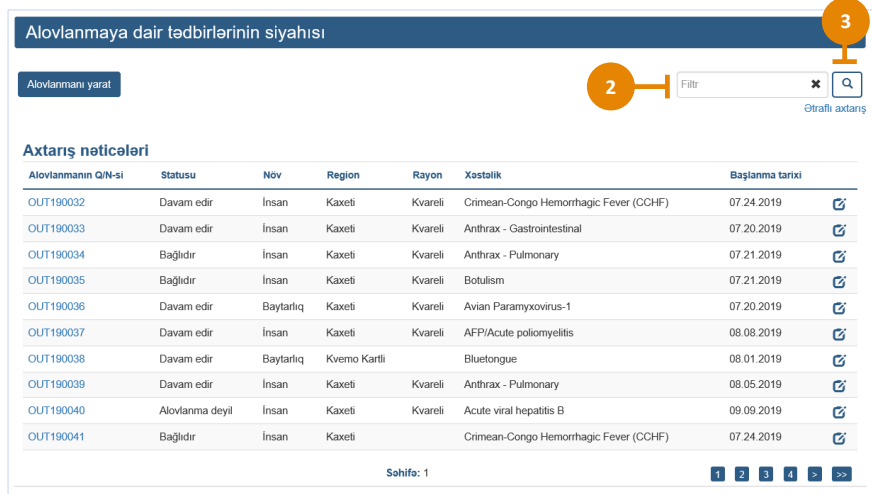 3
Alovlanmaya dair tədbirlərinin siyahısı
Alovlanmanı yarat
2
Filtr
Ətraflı axtarış
Axtarış nəticələri
Alovlanmanın Q/N-si Statusu Növ Region Rayon Xəstəlik Başlanma tarixi
OUT190032 Davam edir İnsan Kaxeti Kvareli Crimean-Congo Hemorrhagic Fever (CCHF) 07.24.2019
OUT190033 Davam edir İnsan Kaxeti Kvareli Anthrax - Gastrointestinal 07.20.2019
OUT190034 Bağlıdır İnsan Kaxeti Kvareli Anthrax - Pulmonary 07.21.2019
OUT190035 Bağlıdır İnsan Kaxeti Kvareli Botulism 07.21.2019
OUT190036 Davam edir Baytarlıq Kaxeti Kvareli Avian Paramyxovirus-1 07.20.2019
OUT190037 Davam edir İnsan Kaxeti Kvareli AFP/Acute poliomyelitis 08.08.2019
OUT190038 Davam edir Baytarlıq Kvemo Kartli Bluetongue 08.01.2019
OUT190039 Davam edir İnsan Kaxeti Kvareli Anthrax - Pulmonary 08.05.2019
OUT190040 Alovlanma deyil İnsan Kaxeti Kvareli Acute viral hepatitis B 09.09.2019
OUT190041 Bağlıdır İnsan Kaxeti Crimean-Congo Hemorrhagic Fever (CCHF) 07.24.2019
Səhifə: 1 1 2 3 4 > >>